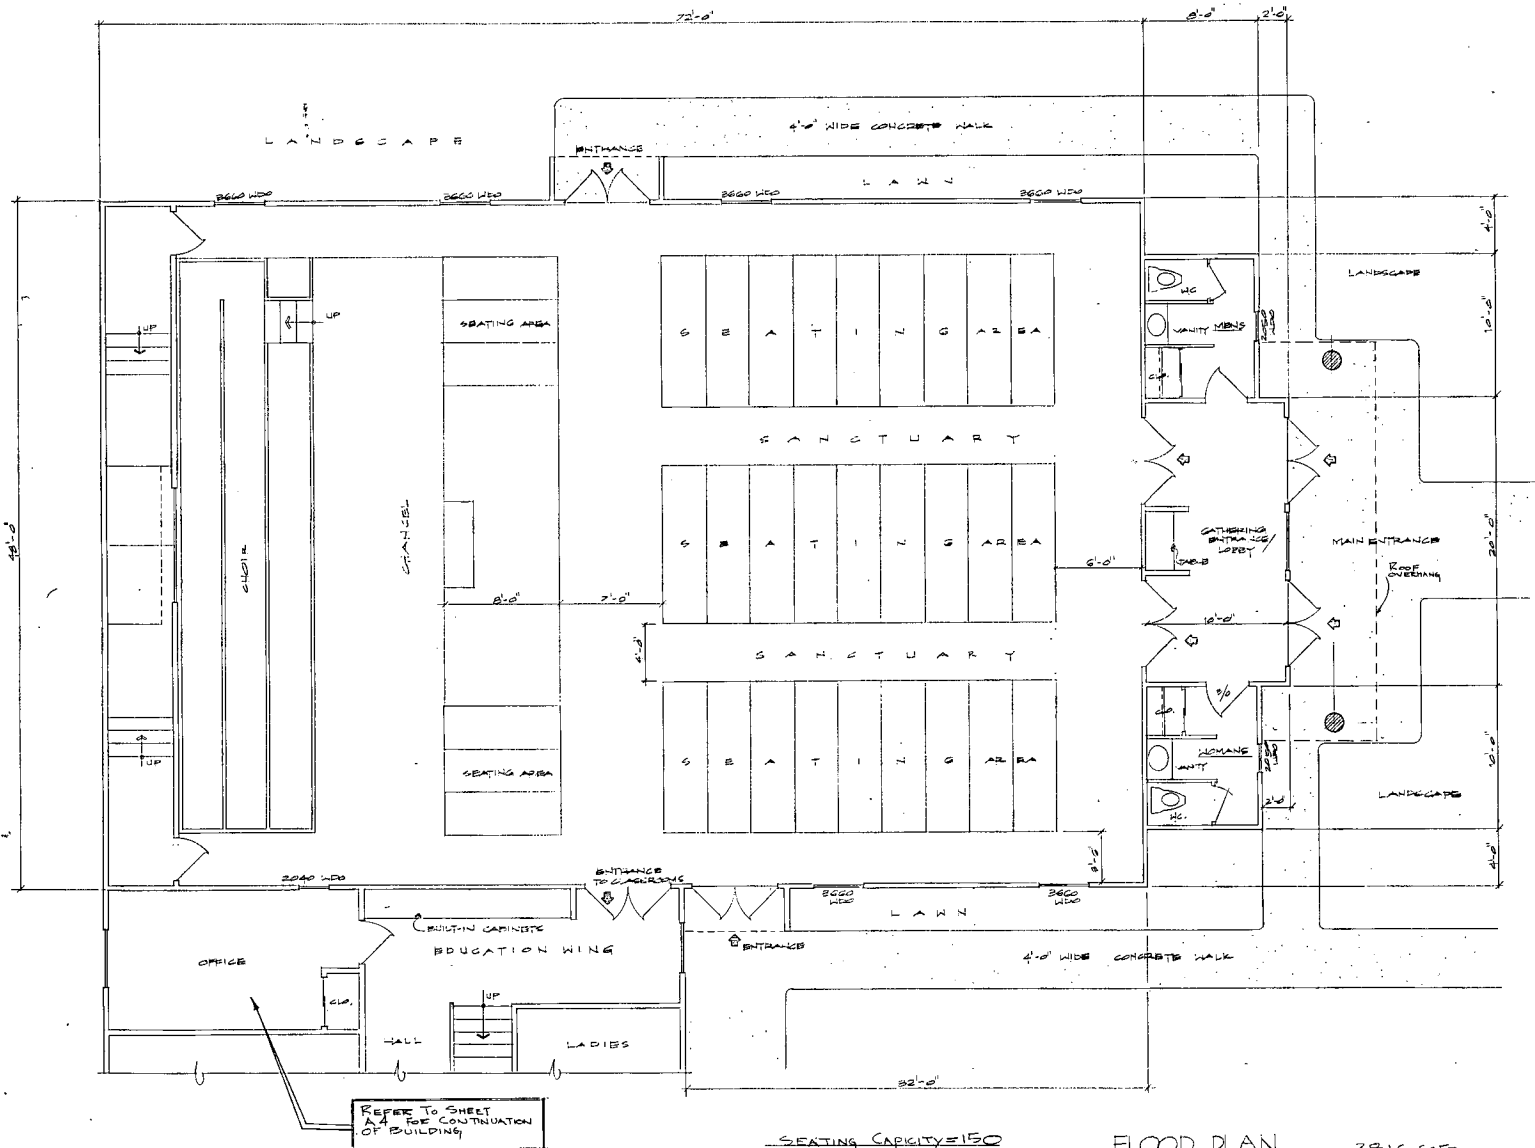 72'-0"
8'-0"
2'-0"
4'-0" WIDE CONCRETE WALK
LANDSCAPE
ENTRANCE
LAWN
3660 WDO
3660 WDO
3660 WDO
3660 WDO
4'-0"
LANDSCAPE
UP
UP
SEATING AREA
SEATING AREA
WC
VANITY MENS
2050 WDO
10'-0"
CLO.
SANCTUARY
48'-0"
CHOIR
CHANCEL
SEATING AREA
GATHERING
ENTRANCE/
LOBBY
TABLE
MAIN ENTRANCE
20'-0"
ROOF
OVERHANG
6'-0"
8'-0"
7'-0"
10'-0"
4'-0"
SANCTUARY
3/0
CLO.
UP
SEATING AREA
SEATING AREA
WOMANS
VANITY
2050 WDO
10'-0"
WC.
2'-0"
LANDSCAPE
4'-0"
2040 WDO
ENTRANCE
TO CLASSROOMS
3660
WDO
3660
WDO
LAWN
BUILT-IN CABINETS
EDUCATION WING
ENTRANCE
4'-0" WIDE CONCRETE WALK
OFFICE
CLO.
UP
HALL
LADIES
32'-0"
REFER TO SHEET
A4 FOR CONTINUATION
OF BUILDING
SEATING CAPICITY=150
FLOOR PLAN